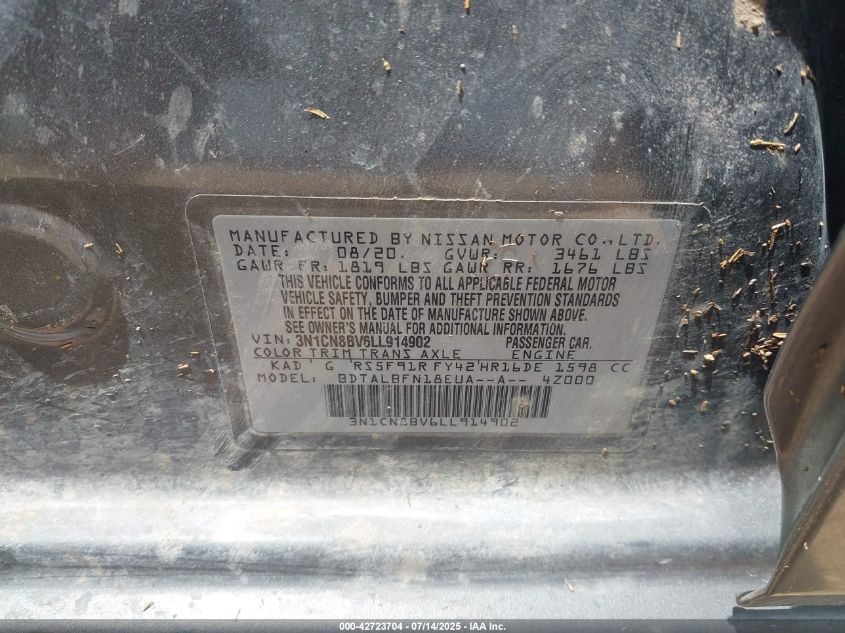 MANUFACTURED BY NISSAN MOTOR CO.,LTD.
DATE: 08/20. GVWR: 3461 LBS
GAWR FR: 1819 LBS GAWR RR: 1676 LBS
THIS VEHICLE CONFORMS TO ALL APPLICABLE FEDERAL MOTOR
VEHICLE SAFETY, BUMPER AND THEFT PREVENTION STANDARDS
IN EFFECT ON THE DATE OF MANUFACTURE SHOWN ABOVE.
SEE OWNER'S MANUAL FOR ADDITIONAL INFORMATION.
VIN: 3N1CN8BV6LL914902 PASSENGER CAR.
COLOR TRIM TRANS AXLE ENGINE
KAD' G 'RS5F91R FY42'HR16DE 1598 CC
MODEL: BDTALBFN18EUA--A-- 4Z000
3N1CN8BV6LL914902
000-42723704 - 07/14/2025 - IAA Inc.